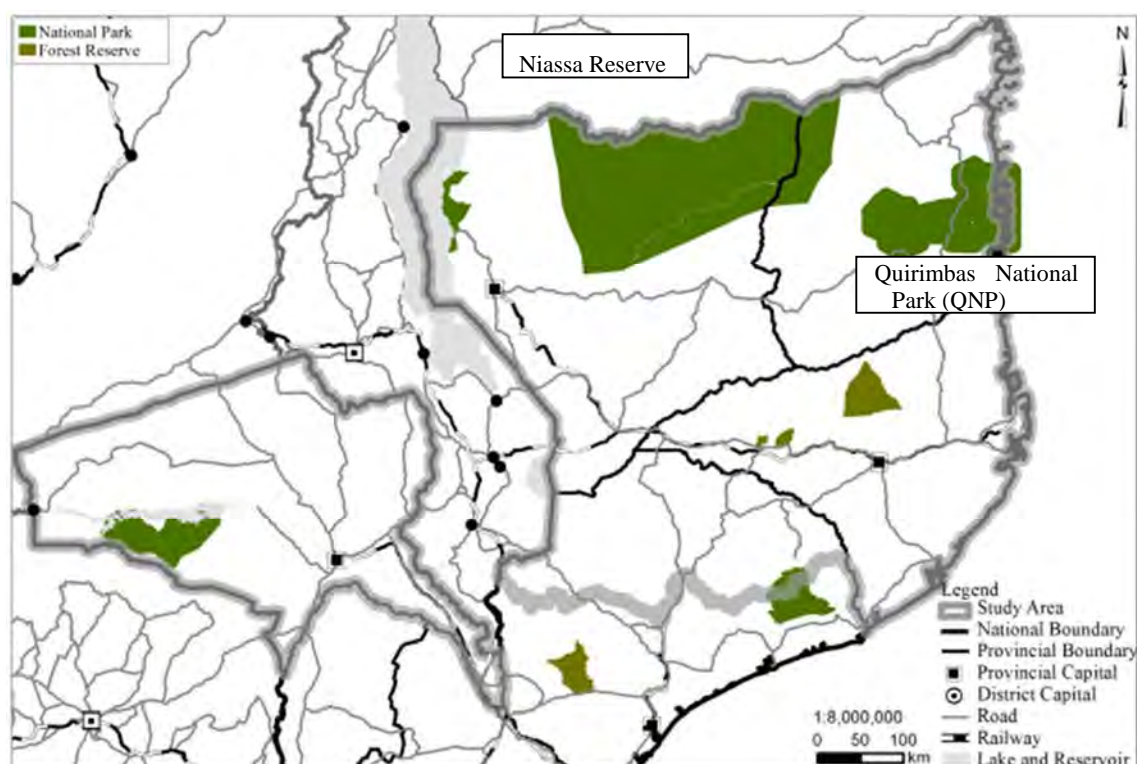 National Park
Forest Reserve
Niassa Reserve
N
Quirimbas National
Park (QNP)
Legend
Study Area
National Boundary
Provincial Boundary
Provincial Capital
District Capital
Road
Railway
Lake and Reservoir
1:8,000,000
0 50 100
km